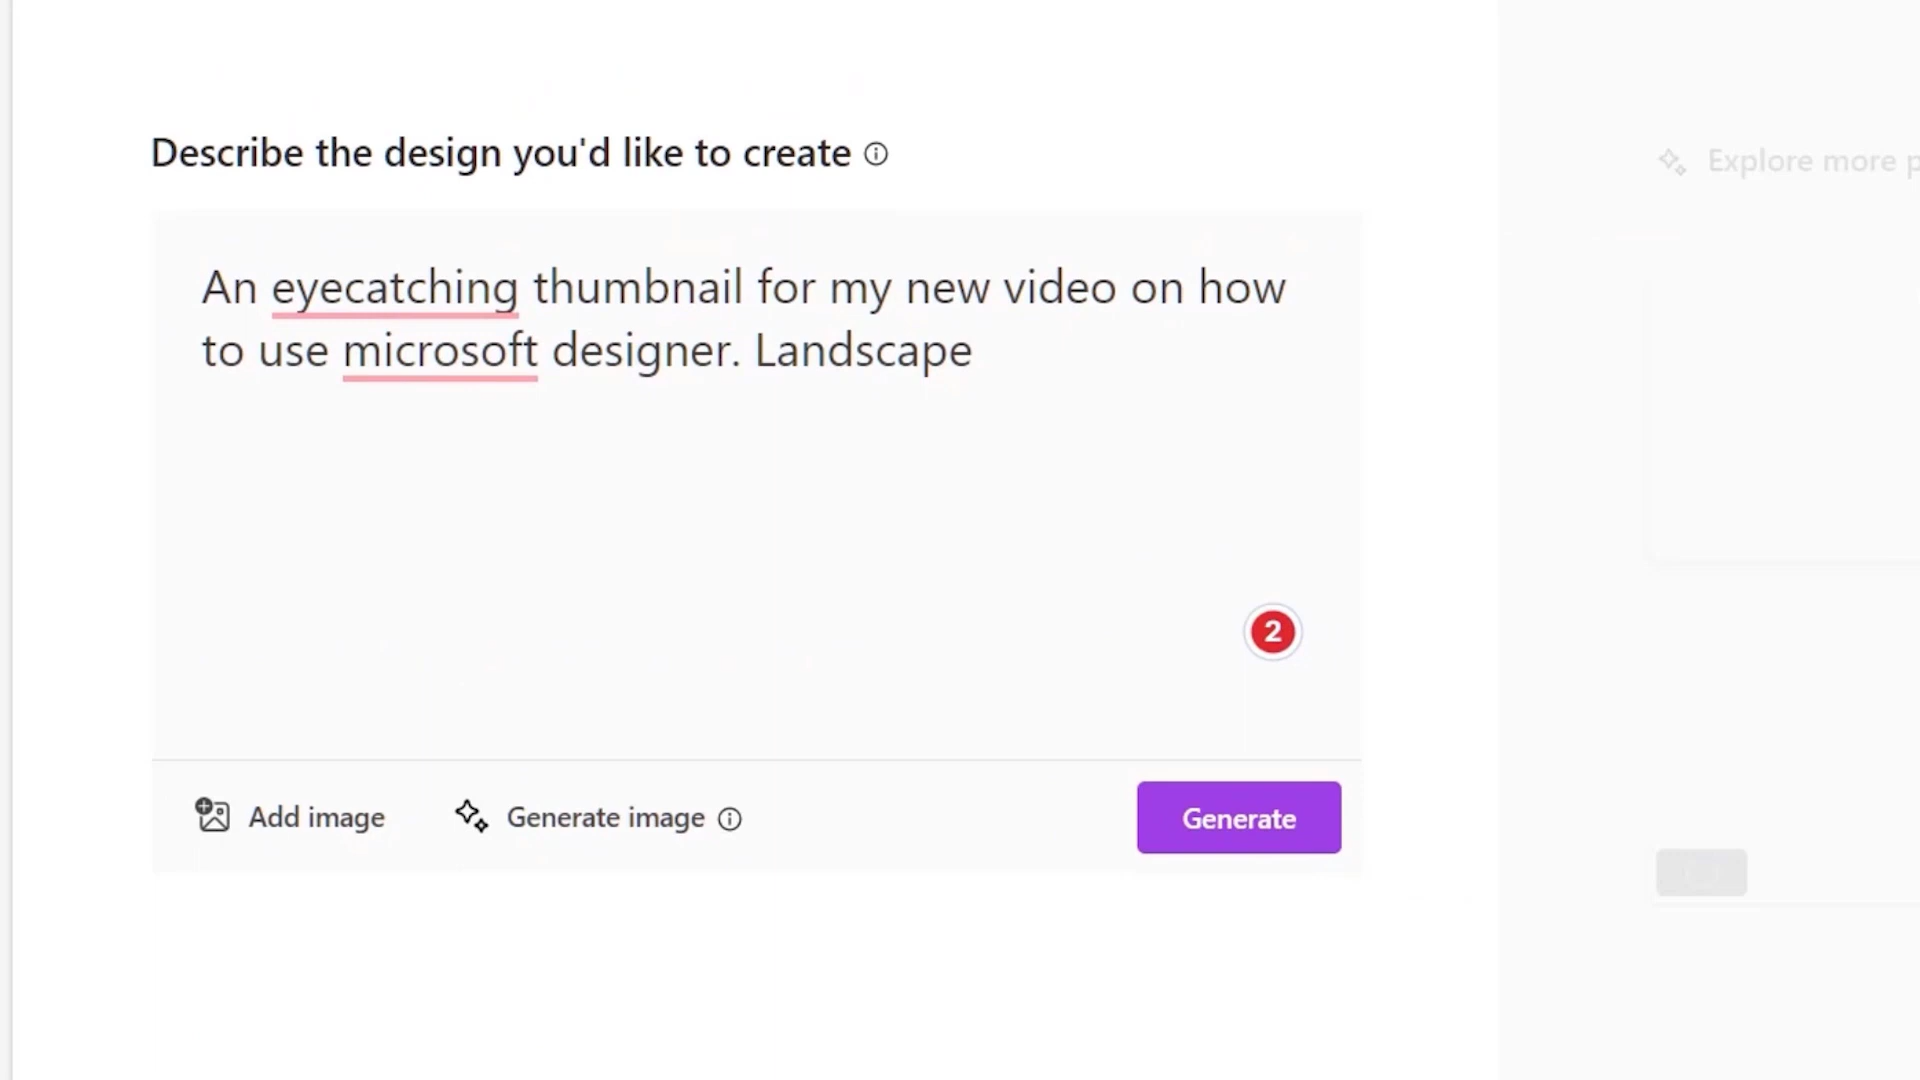 Describe the design you'd like to create
Explore more p
An eyecatching thumbnail for my new video on how
to use microsoft designer. Landscape
2
Add image
Generate image
Generate